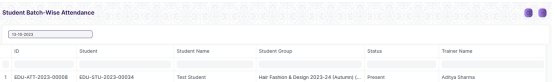 Student Batch-Wise Attendance
10-10-2023
ID Student Student Name Student Group Status Trainer Name
1 EDU-ATT-2023-00008 EDU-STU-2023-00034 Test Student Hair Fashion & Design 2023-24 (Autumn) (... Present Aditya Sharma